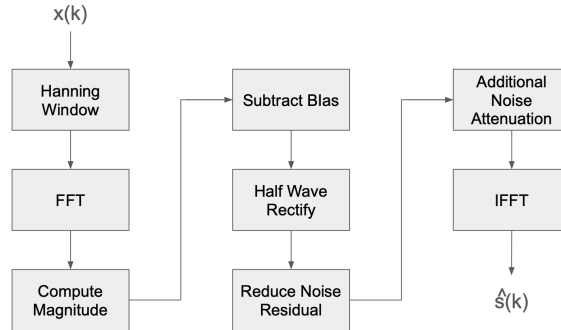 x(k)
Hanning
Window
FFT
Compute
Magnitude
Subtract BIas
Half Wave
Rectify
Reduce Noise
Residual
Additional
Noise
Attenuation
IFFT
ŝ(k)